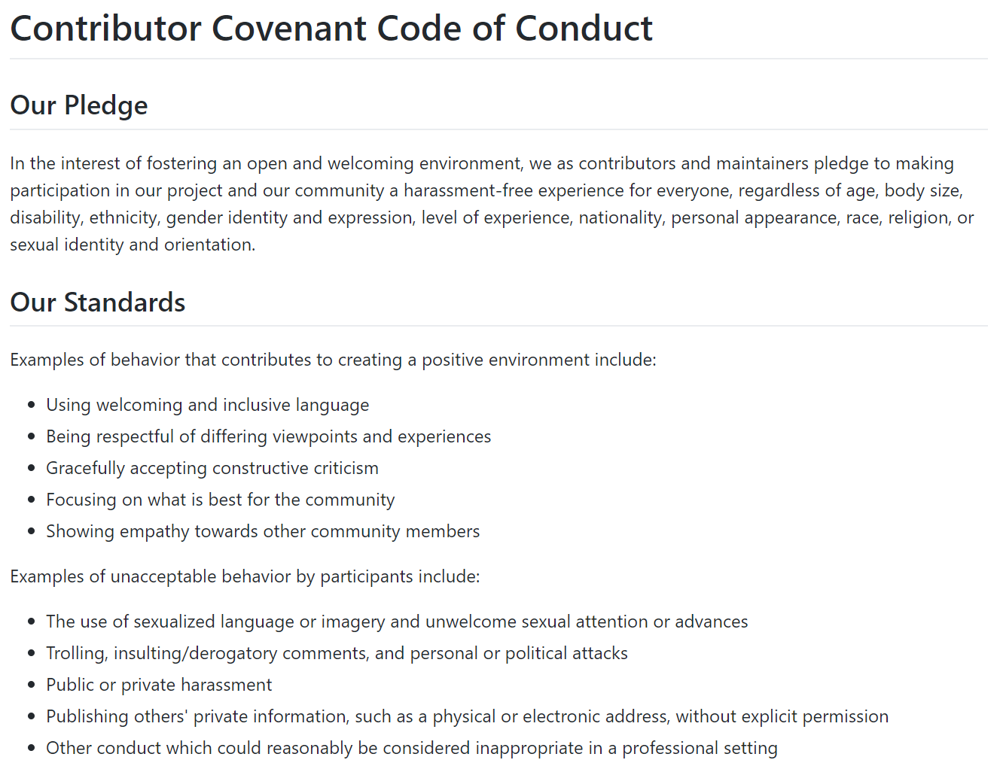 Contributor Covenant Code of Conduct
Our Pledge
In the interest of fostering an open and welcoming environment, we as contributors and maintainers pledge to making
participation in our project and our community a harassment-free experience for everyone, regardless of age, body size,
disability, ethnicity, gender identity and expression, level of experience, nationality, personal appearance, race, religion, or
sexual identity and orientation.
Our Standards
Examples of behavior that contributes to creating a positive environment include:
• Using welcoming and inclusive language
• Being respectful of differing viewpoints and experiences
• Gracefully accepting constructive criticism
• Focusing on what is best for the community
• Showing empathy towards other community members
Examples of unacceptable behavior by participants include:
• The use of sexualized language or imagery and unwelcome sexual attention or advances
• Trolling, insulting/derogatory comments, and personal or political attacks
• Public or private harassment
• Publishing others' private information, such as a physical or electronic address, without explicit permission
• Other conduct which could reasonably be considered inappropriate in a professional setting